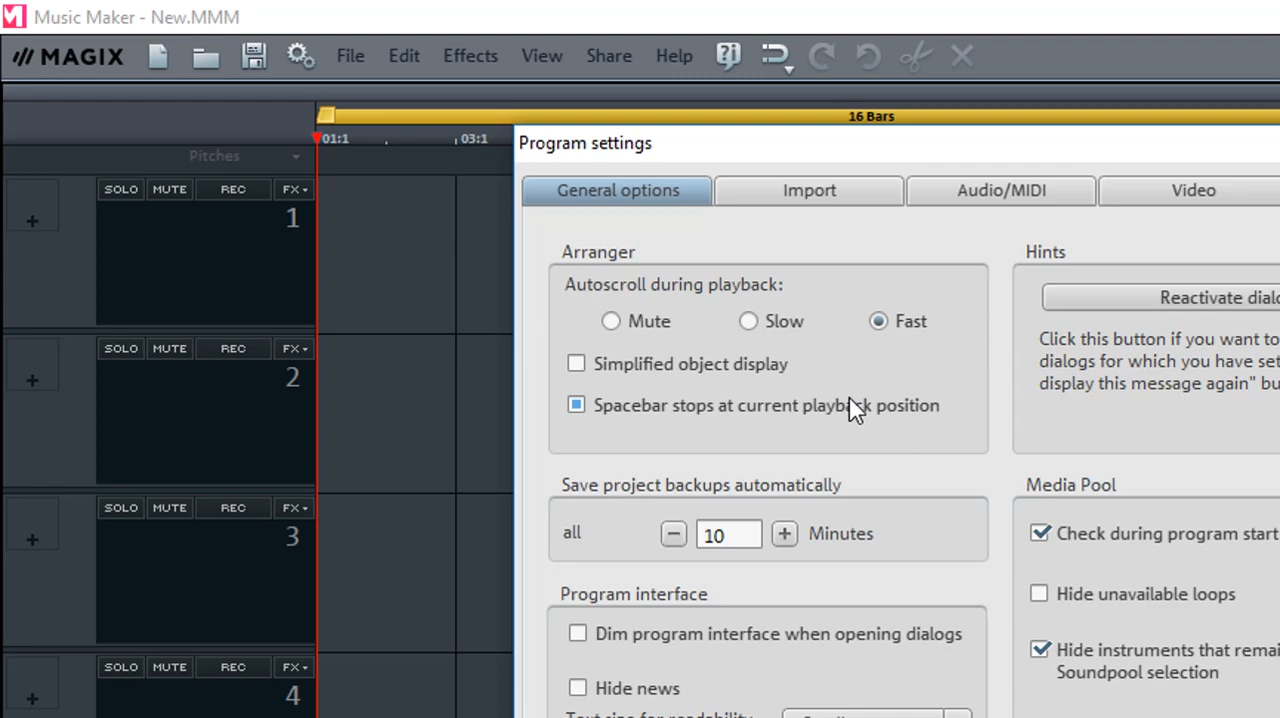 Music Maker - New.MMM
MAGIX File Edit Effects View Share Help
16 Bars
01:1 03:1
Program settings
Pitches
General options Import Audio/MIDI Video
SOLO MUTE REC FX
1
Arranger
Autoscroll during playback:
Mute Slow Fast
Simplified object display
Spacebar stops at current playback position
Hints
Reactivate
Click this button if you want to
dialogs for which you have set
display this message again"
SOLO MUTE REC FX
2
Save project backups automatically
all 10 Minutes
Media Pool
Check during program start
Hide unavailable loops
Hide instruments that
Soundpool selection
SOLO MUTE REC FX
3
Program interface
Dim program interface when opening dialogs
Hide news
Text size for readability
SOLO MUTE REC FX
4